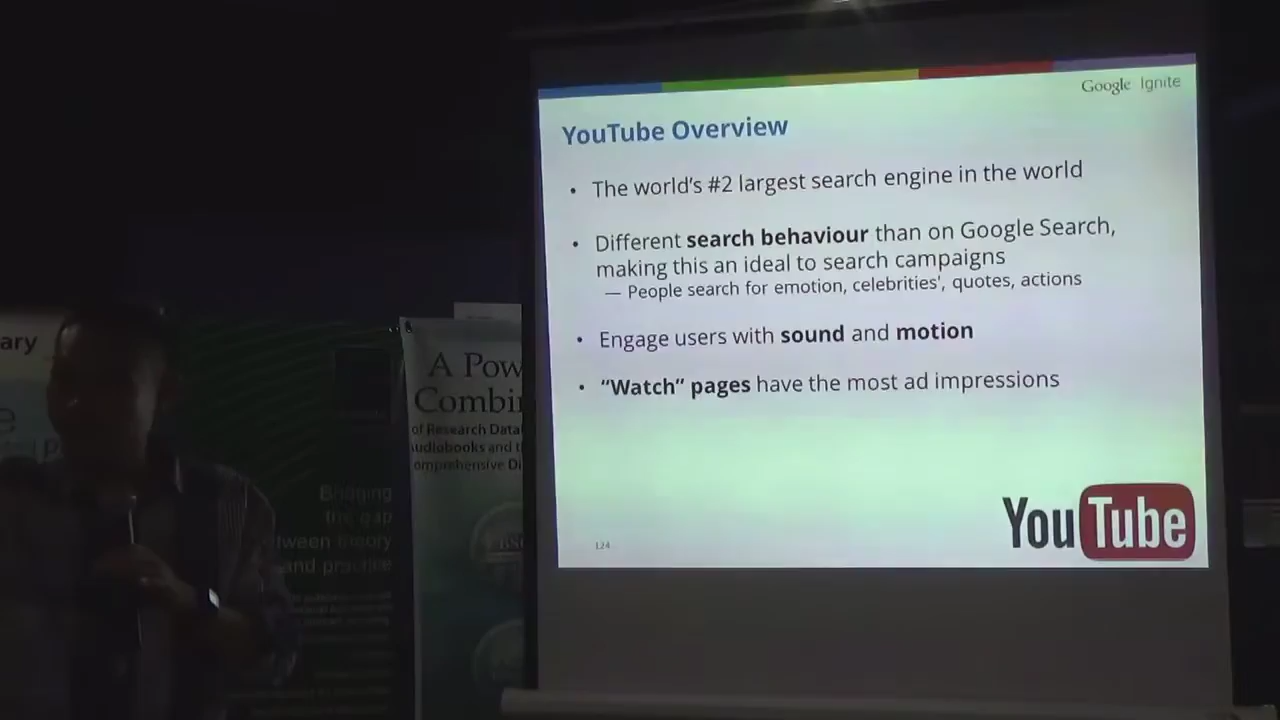 Google Ignite
YouTube Overview
• The world's #2 largest search engine in the world
• Different search behaviour than on Google Search,
making this an ideal to search campaigns
— People search for emotion, celebrities', quotes, actions
• Engage users with sound and motion
• “Watch” pages have the most ad impressions
YouTube
124
ary
e
A Pow
Combi
of Research Data
udiobooks and t
omprehensive Di
Bridging
the gap
tween theory
and practice